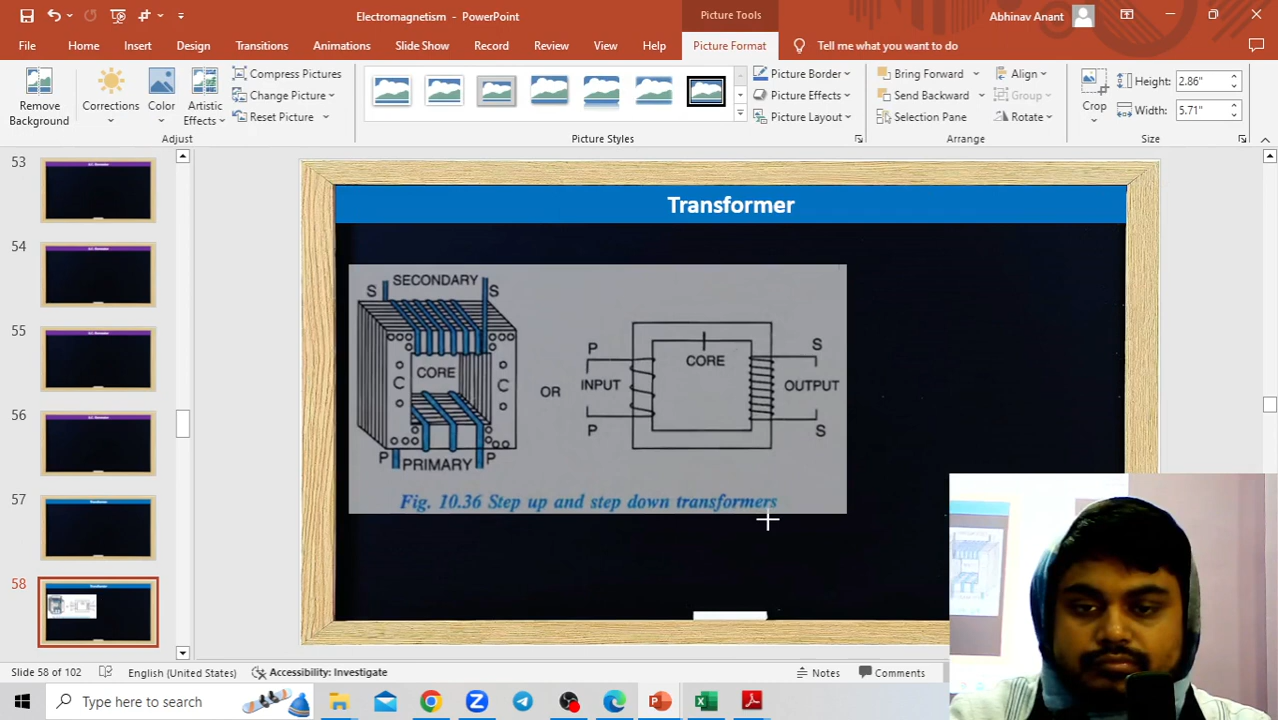 Electromagnetism - PowerPoint
Picture Tools
Abhinav Anant
File Home Insert Design Transitions Animations Slide Show Record Review View Help Picture Format Tell me what you want to do
Remove Background
Corrections
Color
Artistic Effects
Compress Pictures
Change Picture
Reset Picture
Adjust
Picture Styles
Picture Border
Picture Effects
Picture Layout
Bring Forward
Send Backward
Selection Pane
Align
Group
Rotate
Arrange
Crop
Height: 2.86"
Width: 5.71"
Size
53
54
55
56
57
58
Transformer
SECONDARY
S S
CORE
C C
P P
PRIMARY
OR
P S
INPUT CORE OUTPUT
P S
Fig. 10.36 Step up and step down transformers
Slide 58 of 102 English (United States) Accessibility: Investigate Notes Comments
Type here to search